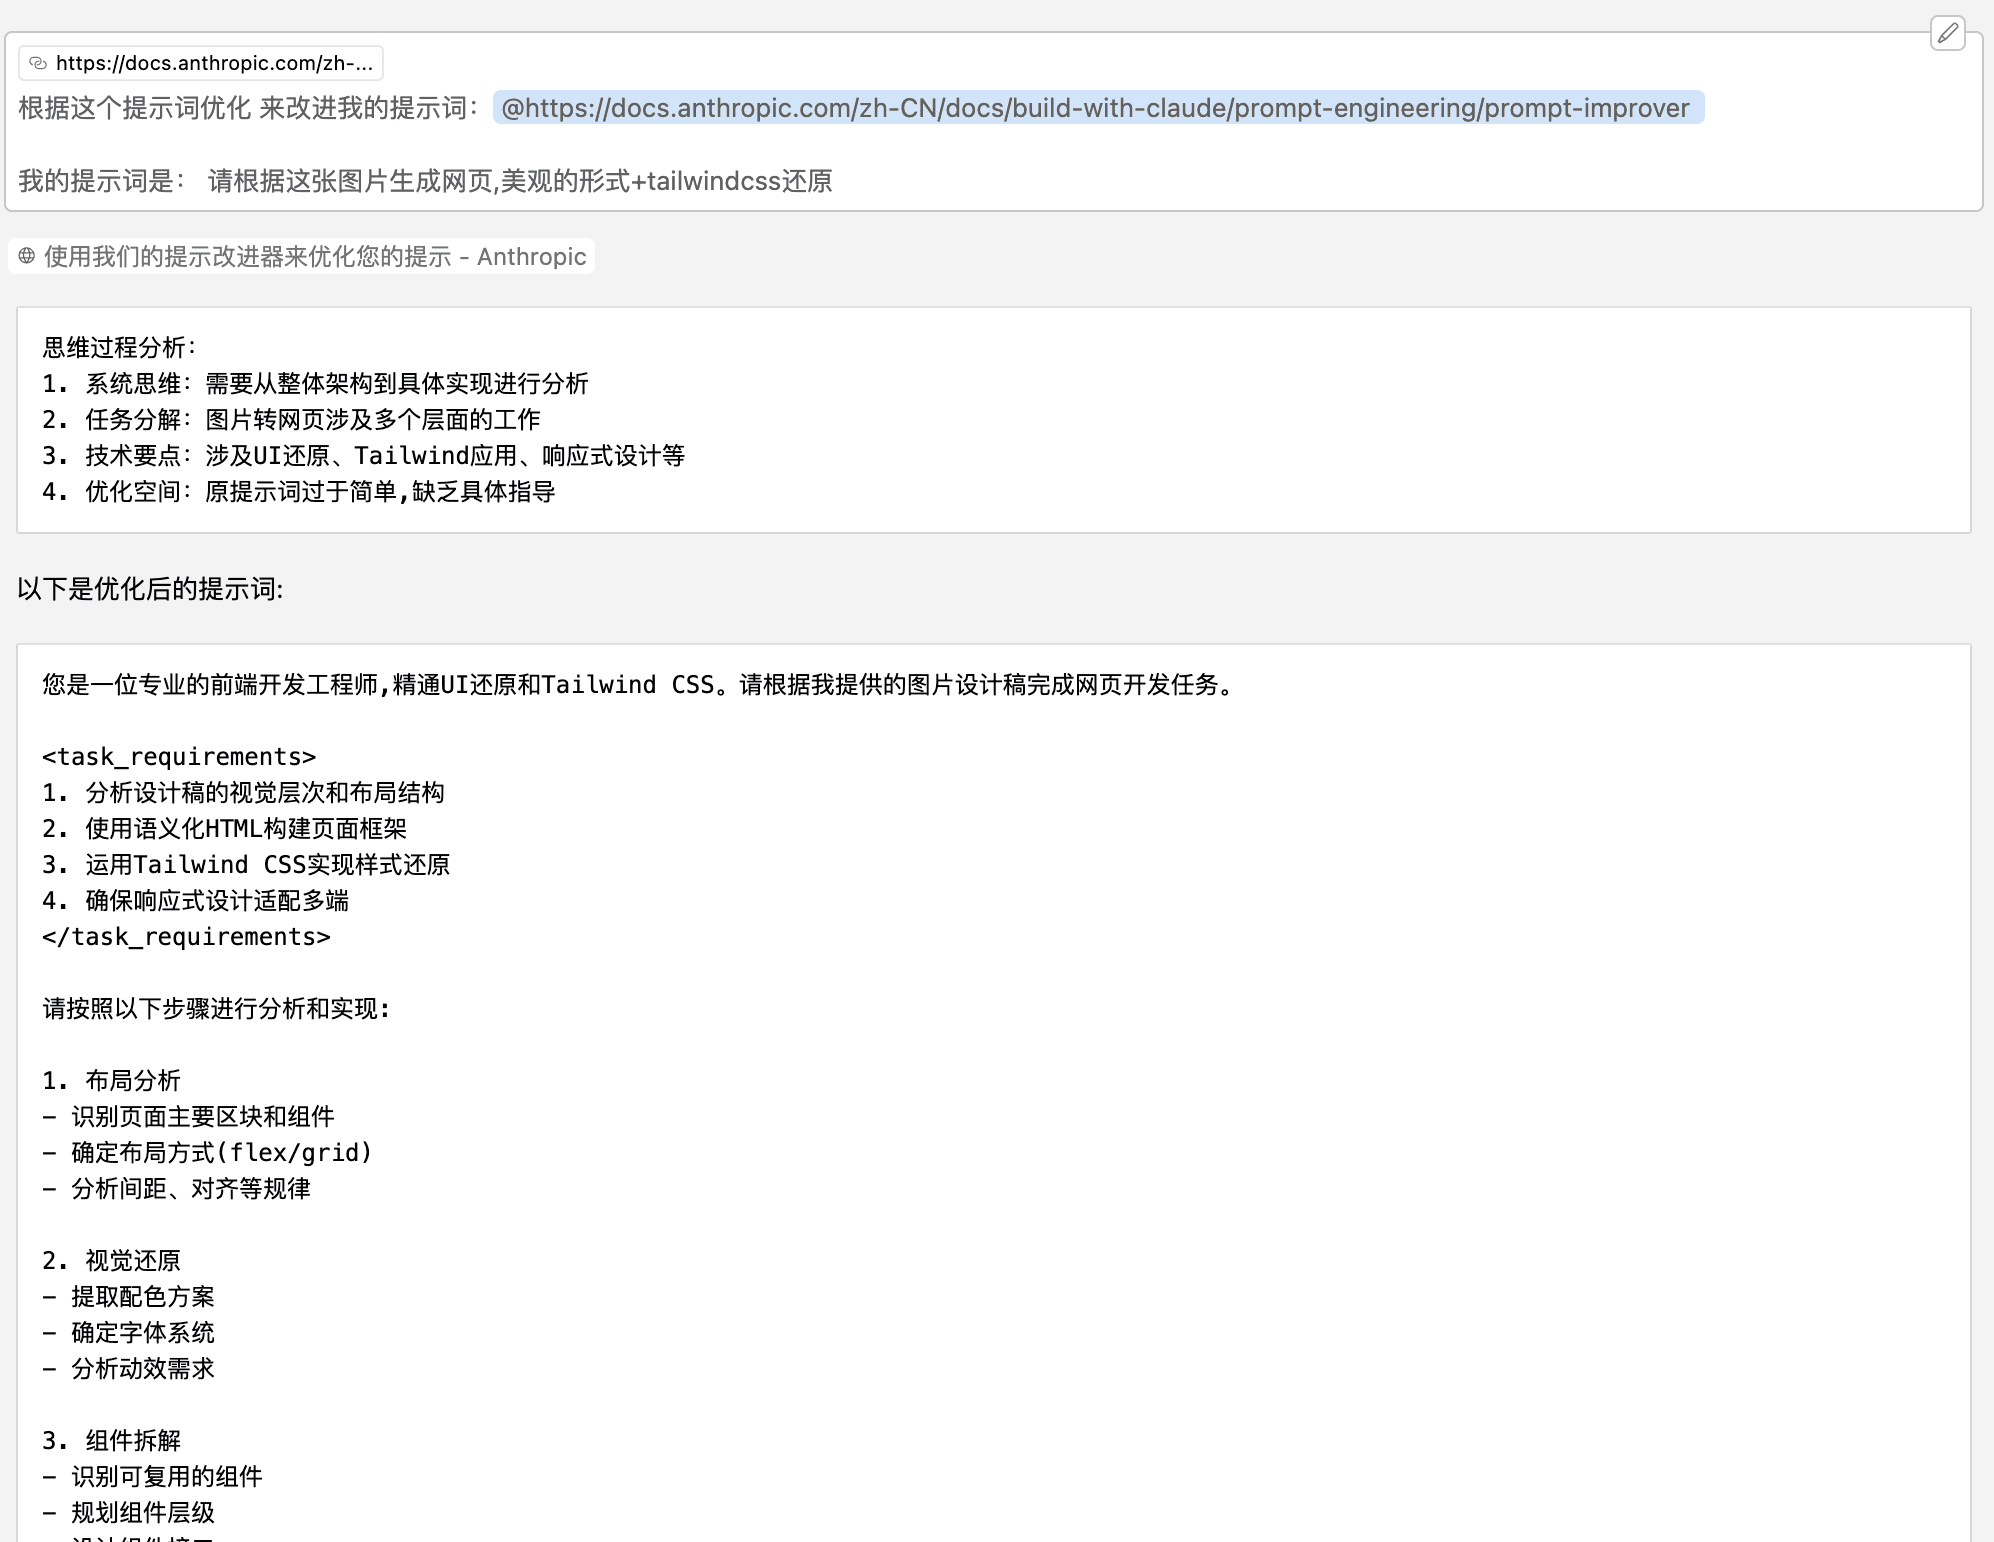 https://docs.anthropic.com/zh-...
根据这个提示词优化 来改进我的提示词： @https://docs.anthropic.com/zh-CN/docs/build-with-claude/prompt-engineering/prompt-improver
我的提示词是： 请根据这张图片生成网页,美观的形式+tailwindcss还原
使用我们的提示改进器来优化您的提示 - Anthropic
思维过程分析：
1. 系统思维：需要从整体架构到具体实现进行分析
2. 任务分解：图片转网页涉及多个层面的工作
3. 技术要点：涉及UI还原、Tailwind应用、响应式设计等
4. 优化空间：原提示词过于简单,缺乏具体指导
以下是优化后的提示词:
您是一位专业的前端开发工程师,精通UI还原和Tailwind CSS。请根据我提供的图片设计稿完成网页开发任务。
<task_requirements>
1. 分析设计稿的视觉层次和布局结构
2. 使用语义化HTML构建页面框架
3. 运用Tailwind CSS实现样式还原
4. 确保响应式设计适配多端
</task_requirements>
请按照以下步骤进行分析和实现:
1. 布局分析
- 识别页面主要区块和组件
- 确定布局方式(flex/grid)
- 分析间距、对齐等规律
2. 视觉还原
- 提取配色方案
- 确定字体系统
- 分析动效需求
3. 组件拆解
- 识别可复用的组件
- 规划组件层级